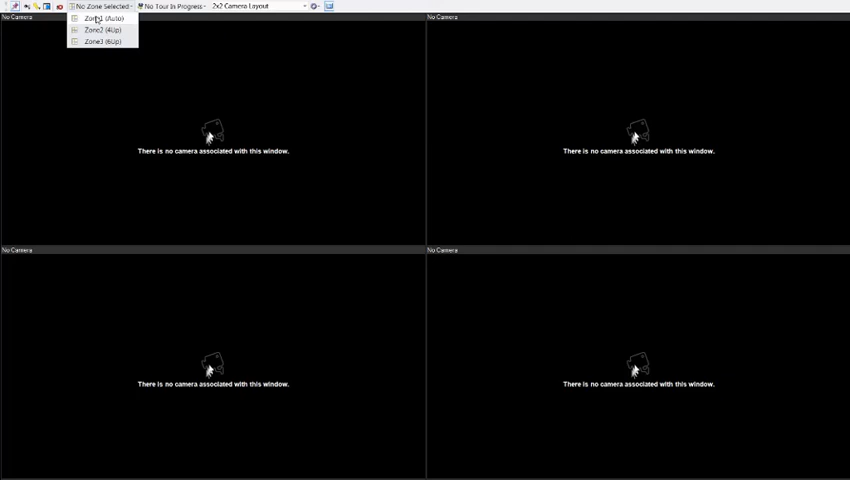 No Zone Selected
No Tour In Progress
2x2 Camera Layout
No Camera
No Camera
Zone1 (Auto)
Zone2 (4Up)
Zone3 (6Up)
There is no camera associated with this window.
There is no camera associated with this window.
No Camera
No Camera
There is no camera associated with this window.
There is no camera associated with this window.